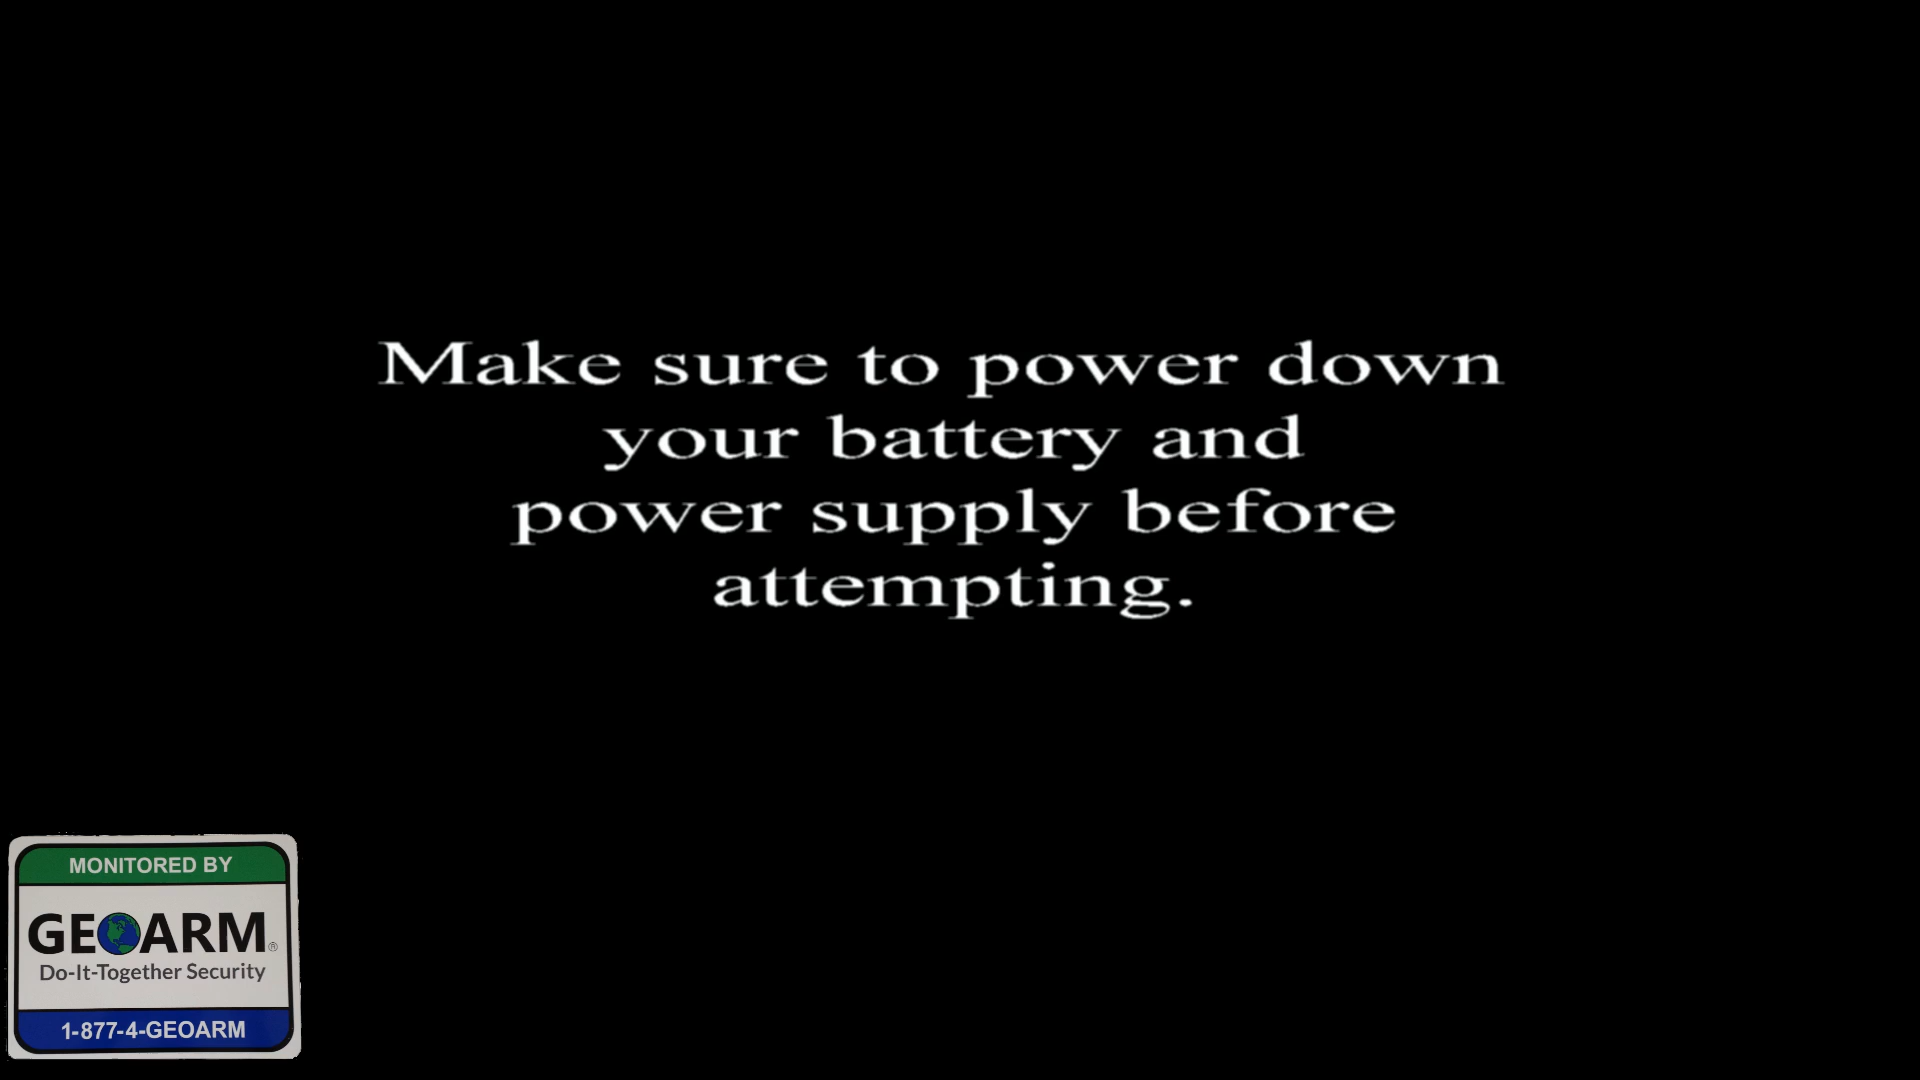 Make sure to power down
your battery and
power supply before
attempting.
MONITORED BY
GEOARM®
Do-It-Together Security
1-877-4-GEOARM